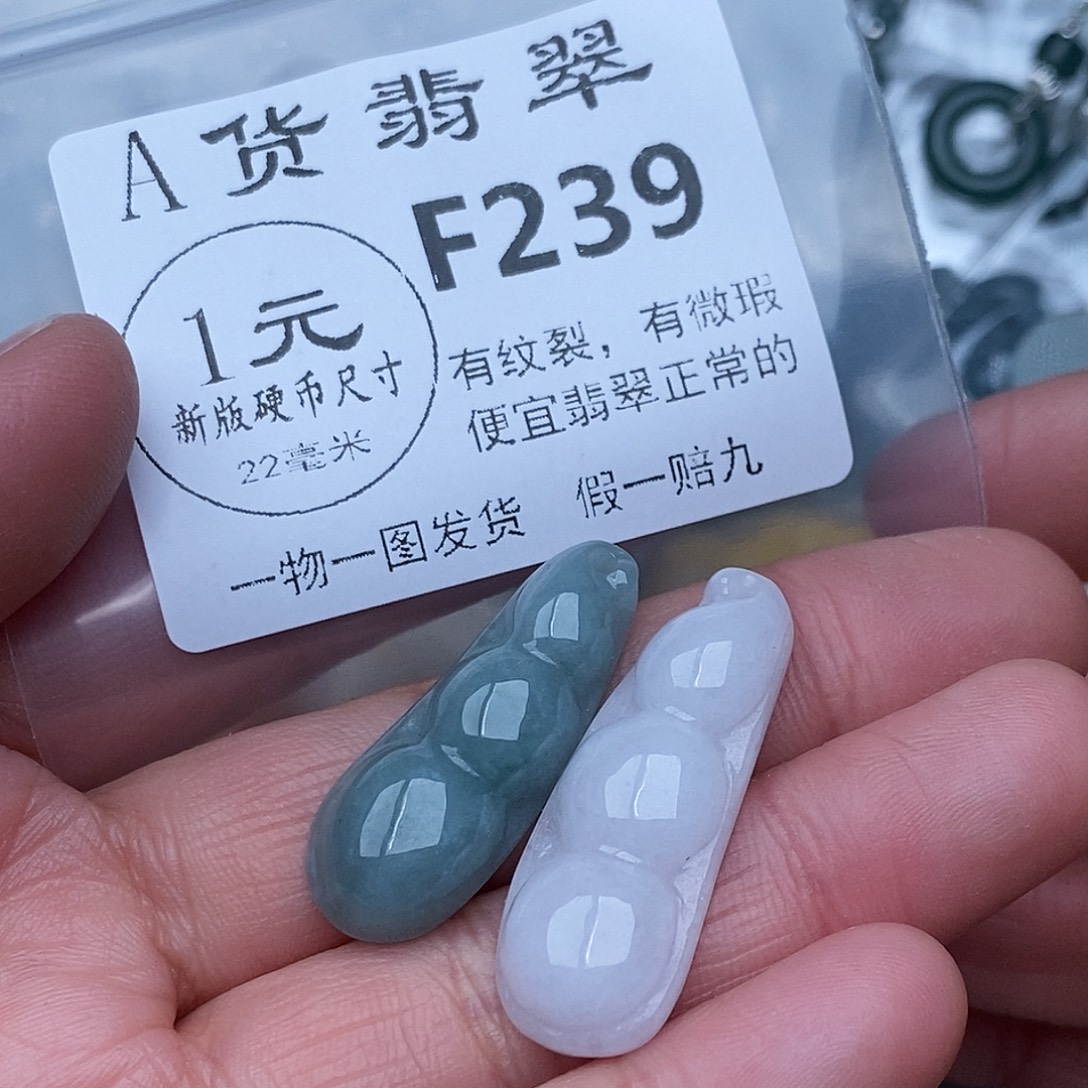 A货翡翠
F239
1元
新版硬币尺寸
22毫米
有纹裂，有微瑕
便宜翡翠正常的
一物一图发货 假一赔九